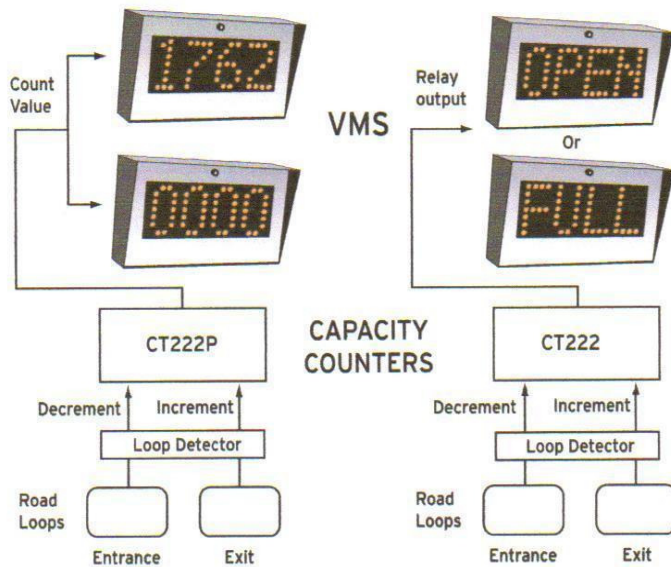 1762
Count
Value
0000
CT222P
Decrement
Increment
Loop Detector
Road
Loops
Entrance
Exit
VMS
CAPACITY
COUNTERS
OPEN
Relay
output
Or
FULL
CT222
Decrement
Increment
Loop Detector
Road
Loops
Entrance
Exit